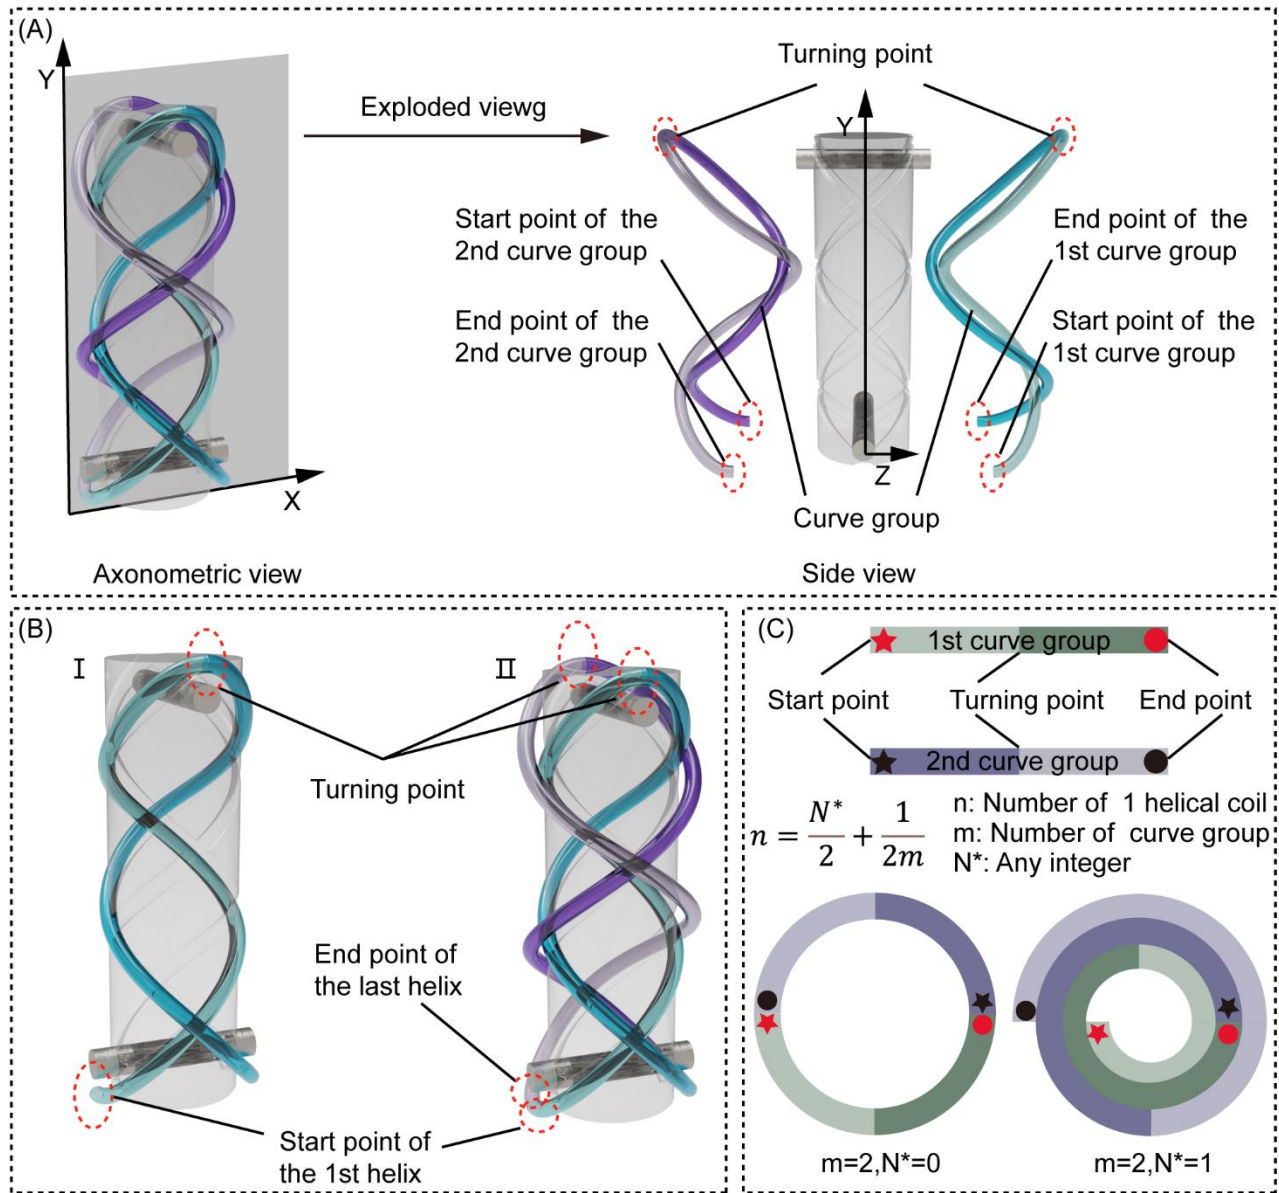 (A)
Y
X
Exploded viewg
Axonometric view
Turning point
Y
Z
Start point of the
2nd curve group
End point of the
2nd curve group
End point of the
1st curve group
Start point of the
1st curve group
Curve group
Side view
(B)
I
II
Turning point
End point of
the last helix
Start point of
the 1st helix
(C)
1st curve group
Start point
Turning point
End point
2nd curve group
n = N*/2 + 1/2m
n: Number of 1 helical coil
m: Number of curve group
N*: Any integer
m=2,N*=0
m=2,N*=1